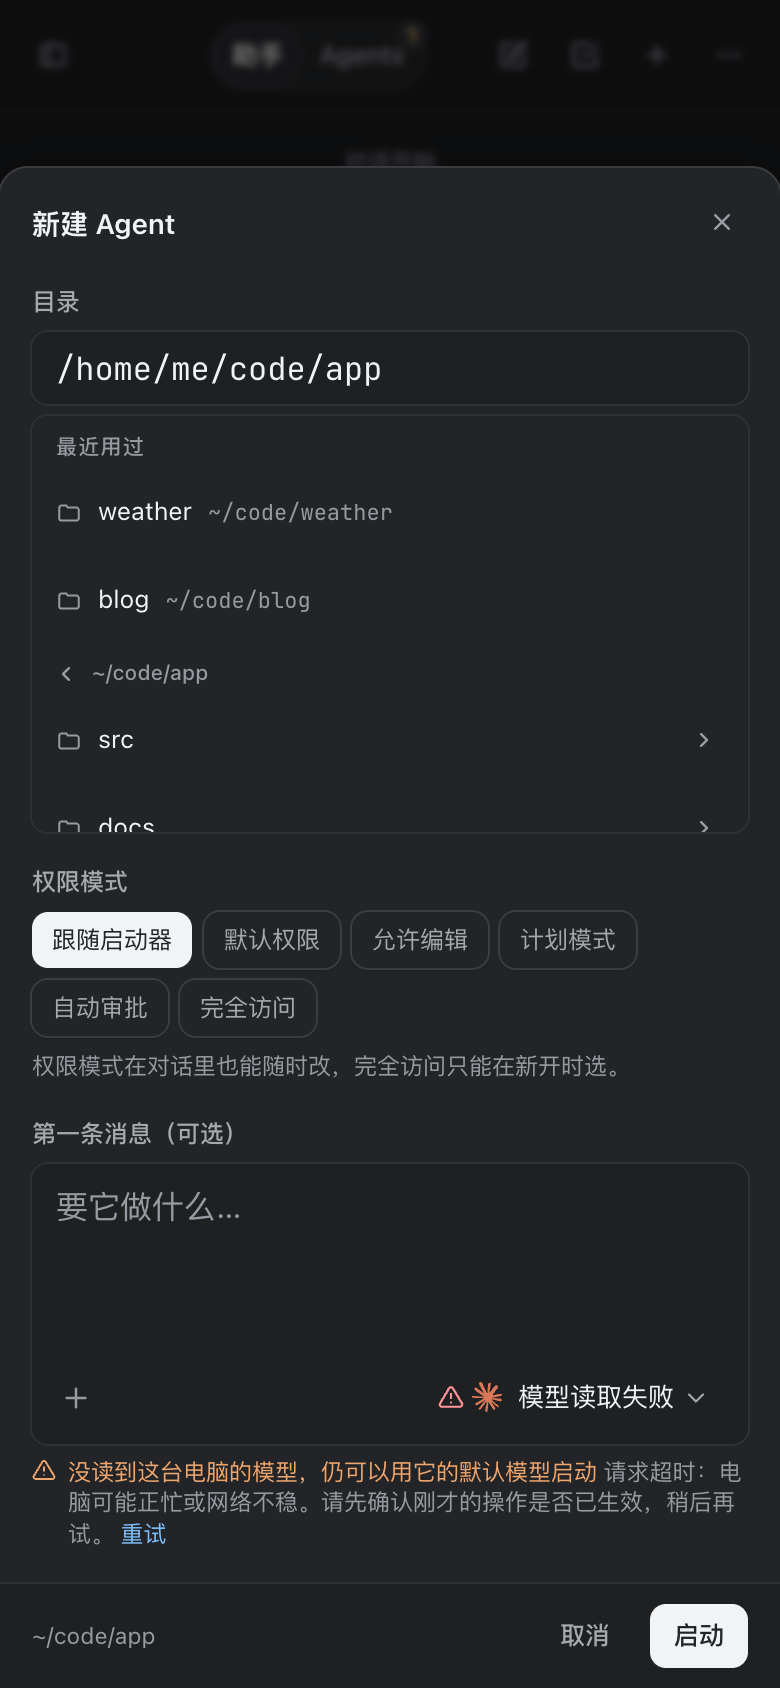 助手 Agents
新建 Agent
目录
/home/me/code/app
最近用过
weather ~/code/weather
blog ~/code/blog
~/code/app
src
docs
权限模式
跟随启动器 默认权限 允许编辑 计划模式
自动审批 完全访问
权限模式在对话里也能随时改，完全访问只能在新开时选。
第一条消息（可选）
要它做什么...
模型读取失败
没读到这台电脑的模型，仍可以用它的默认模型启动 请求超时：电
脑可能正忙或网络不稳。请先确认刚才的操作是否已生效，稍后再
试。 重试
~/code/app 取消 启动